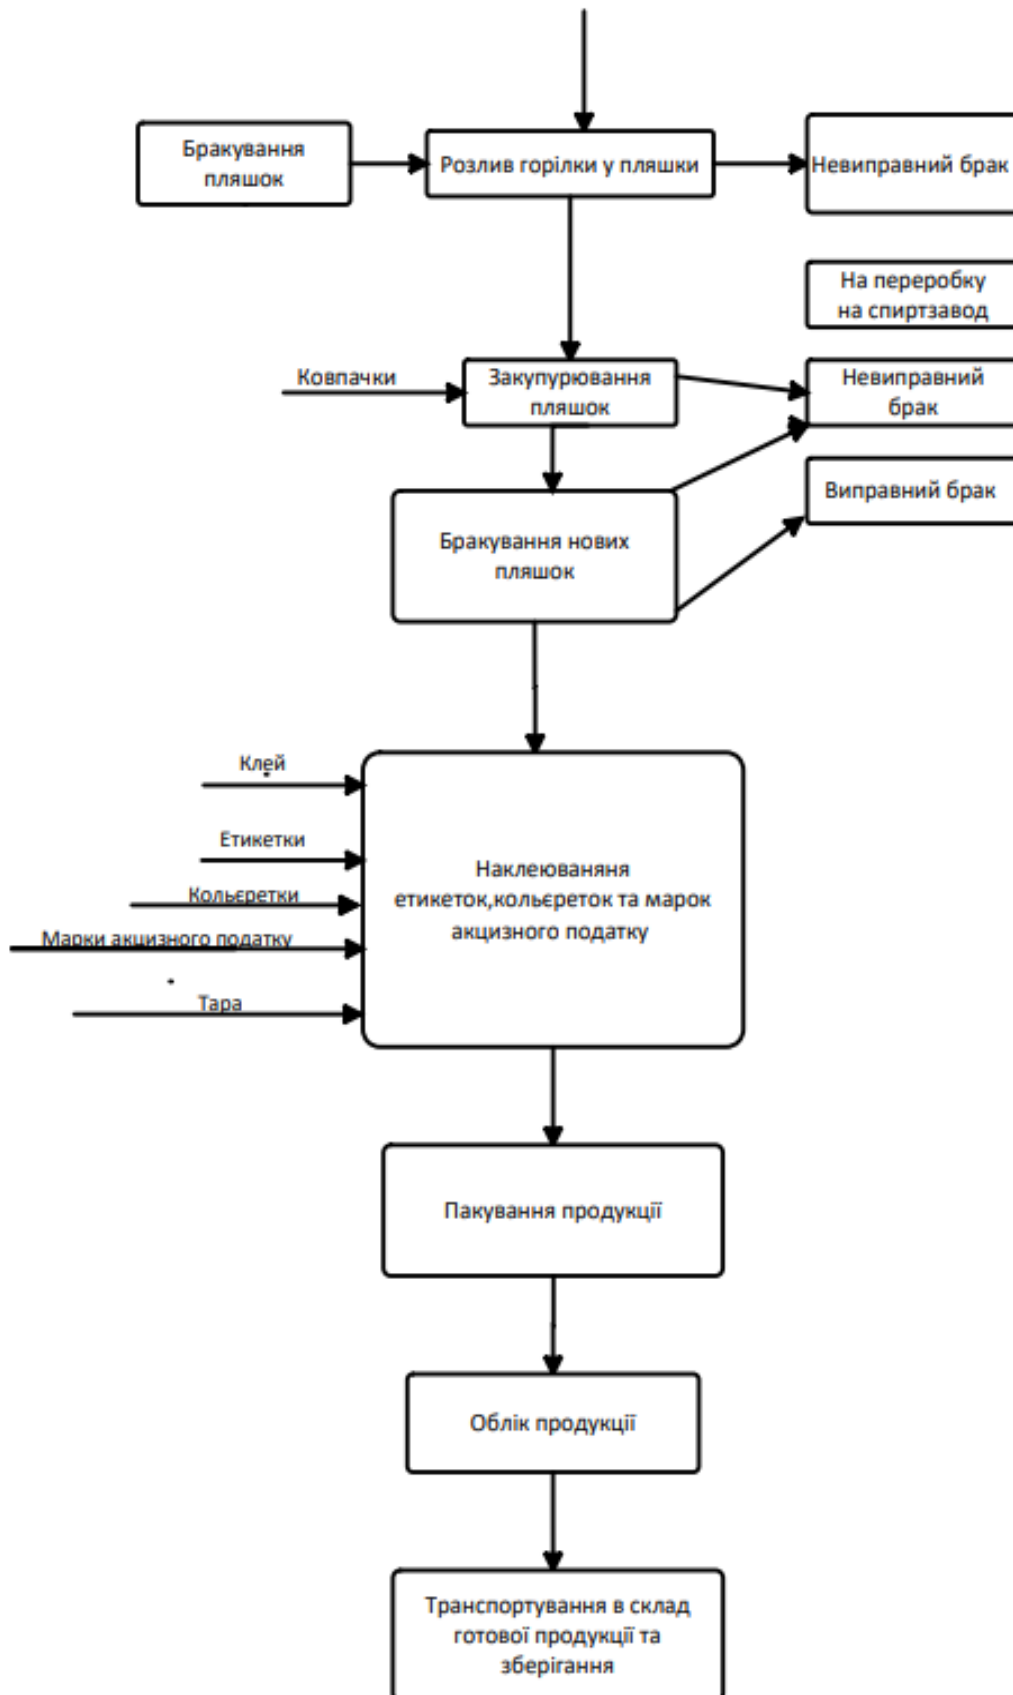 Бракування
пляшок
Розлив горілки у пляшки
Невиправний брак
На переробку
на спиртзавод
Ковпачки
Закупурювання
пляшок
Невиправний
брак
Виправний брак
Бракування нових
пляшок
Клей
Етикетки
Кольєретки
Марки акцизного податку
Тара
Наклеюваняня
етикеток,кольєреток та марок
акцизного податку
Пакування продукції
Облік продукції
Транспортування в склад
готової продукції та
зберігання